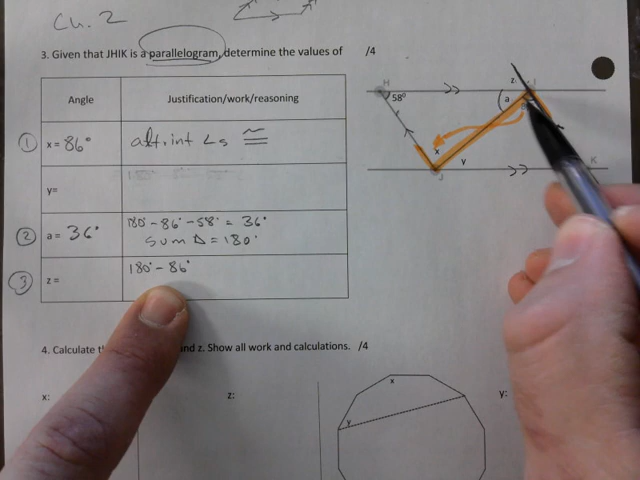 Ch. 2
3. Given that JHIK is a parallelogram, determine the values of /4
Angle
Justification/work/reasoning
① x = 86°
alt. int ∠s ≅
y=
② a = 36°
180° - 86° - 58° = 36°
sum Δ = 180°
③ z =
180° - 86°
H
58°
z
a
x
y
J
K
4. Calculate and z. Show all work and calculations. /4
x:
z:
y:
x
y